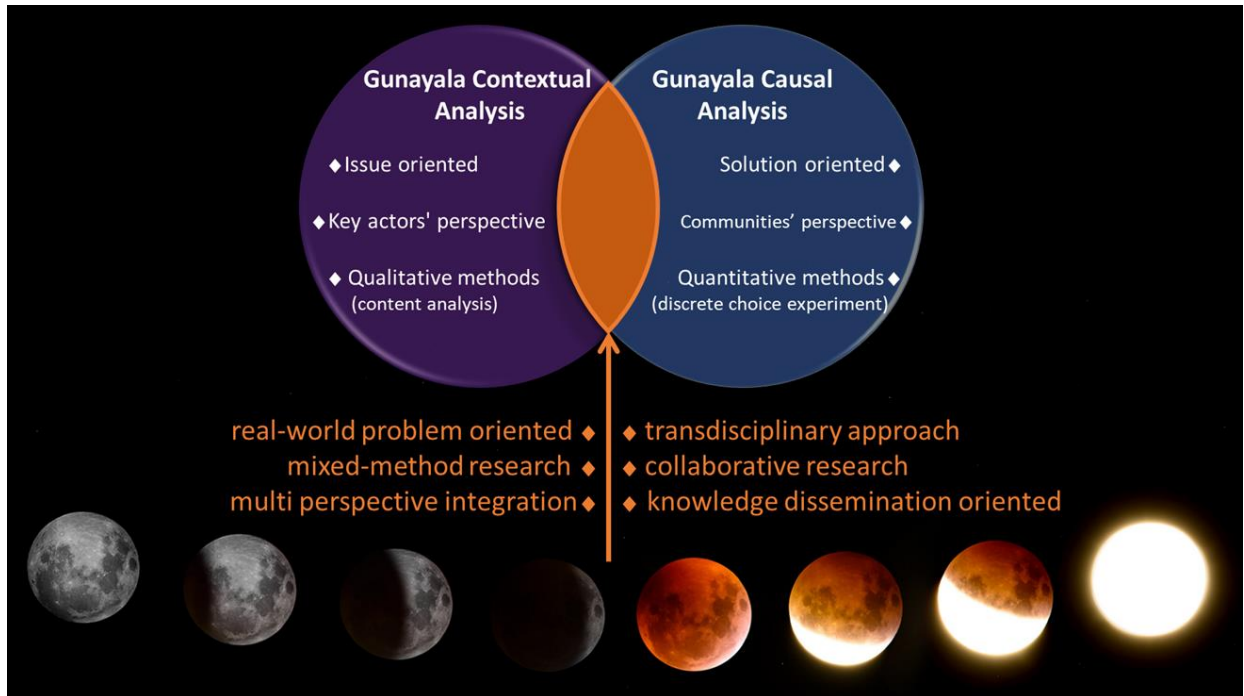 Gunayala Contextual
Analysis
♦Issue oriented
♦Key actors' perspective
♦ Qualitative methods
(content analysis)
Gunayala Causal
Analysis
Solution oriented♦
Communities’ perspective♦
Quantitative methods♦
(discrete choice experiment)
real-world problem oriented ♦
mixed-method research ♦
multi perspective integration♦
♦ transdisciplinary approach
♦ collaborative research
♦ knowledge dissemination oriented